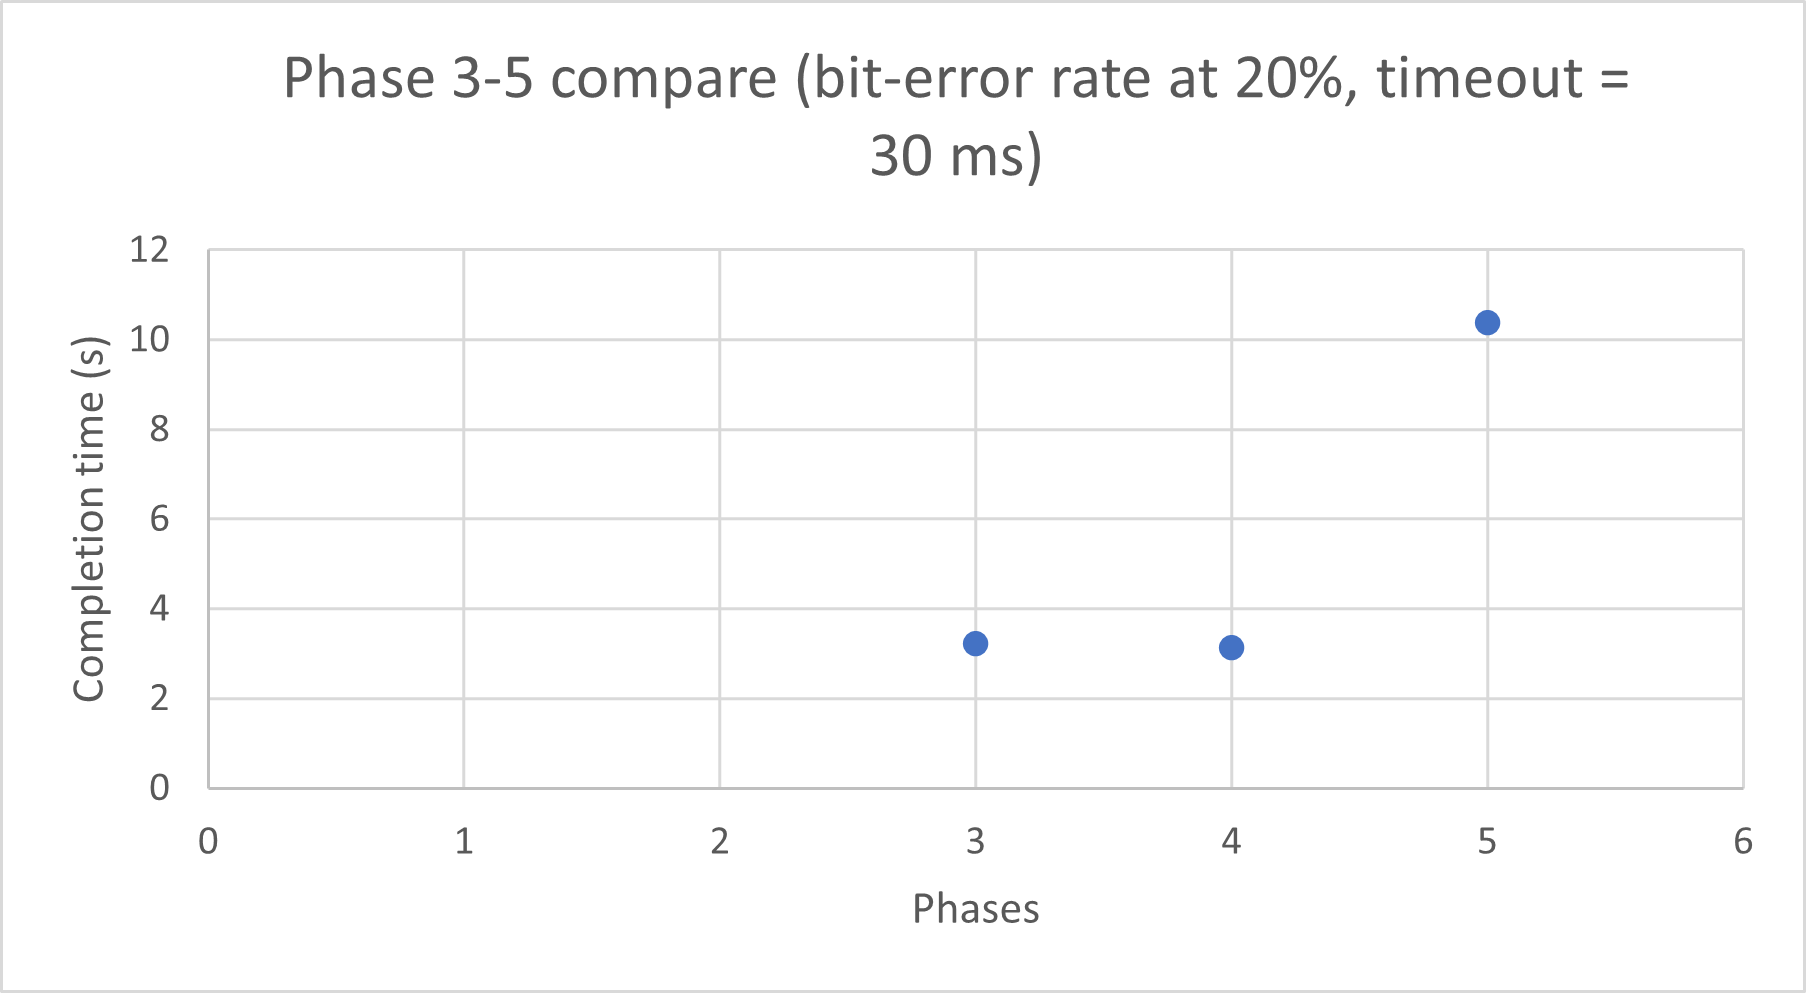 Phase 3-5 compare (bit-error rate at 20%, timeout =
30 ms)
12
10
8
6
4
2
0
Completion time (s)
0 1 2 3 4 5 6
Phases